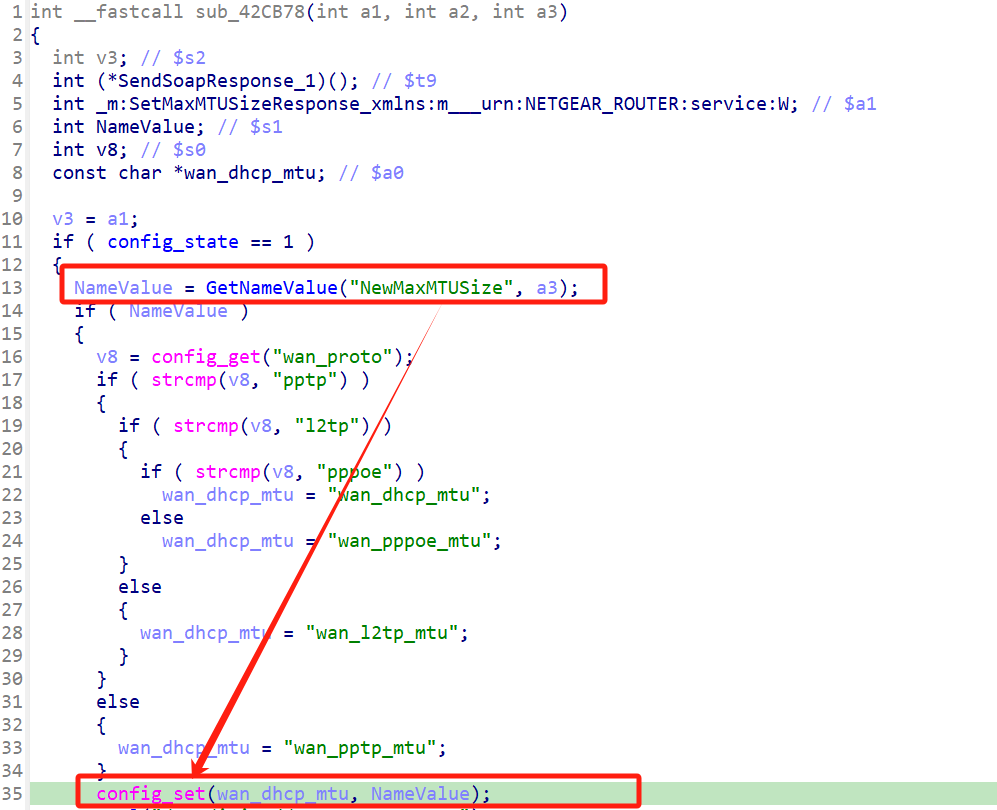 1 int __fastcall sub_42CB78(int a1, int a2, int a3)
2 {
3 int v3; // $s2
4 int (*SendSoapResponse_1)(); // $t9
5 int _m:SetMaxMTUSizeResponse_xmlns:m___urn:NETGEAR_ROUTER:service:W; // $a1
6 int NameValue; // $s1
7 int v8; // $s0
8 const char *wan_dhcp_mtu; // $a0
9
10 v3 = a1;
11 if ( config_state == 1 )
12 {
13 NameValue = GetNameValue("NewMaxMTUSize", a3);
14 if ( NameValue )
15 {
16 v8 = config_get("wan_proto");
17 if ( strcmp(v8, "pptp") )
18 {
19 if ( strcmp(v8, "l2tp") )
20 {
21 if ( strcmp(v8, "pppoe") )
22 wan_dhcp_mtu = "wan_dhcp_mtu";
23 else
24 wan_dhcp_mtu = "wan_pppoe_mtu";
25 }
26 else
27 {
28 wan_dhcp_mtu = "wan_l2tp_mtu";
29 }
30 }
31 else
32 {
33 wan_dhcp_mtu = "wan_pptp_mtu";
34 }
35 config_set(wan_dhcp_mtu, NameValue);